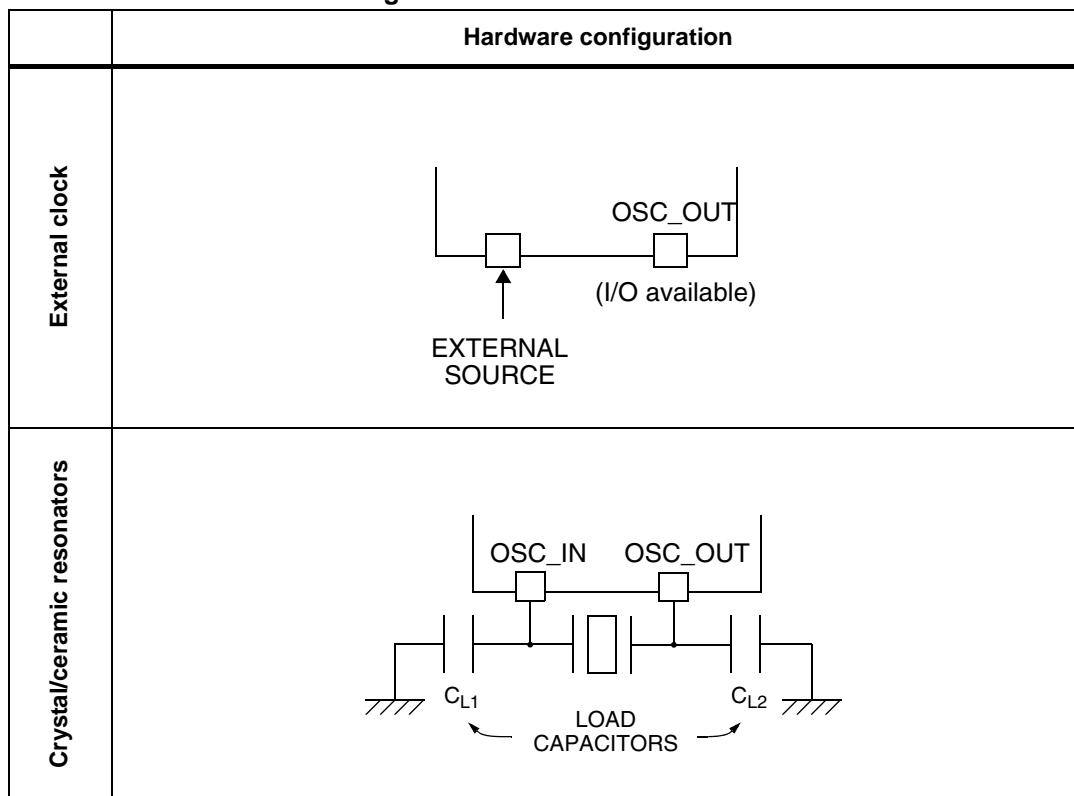 Hardware configuration
External clock
OSC_OUT
(I/O available)
EXTERNAL
SOURCE
Crystal/ceramic resonators
OSC_IN OSC_OUT
CL1 CL2
LOAD
CAPACITORS